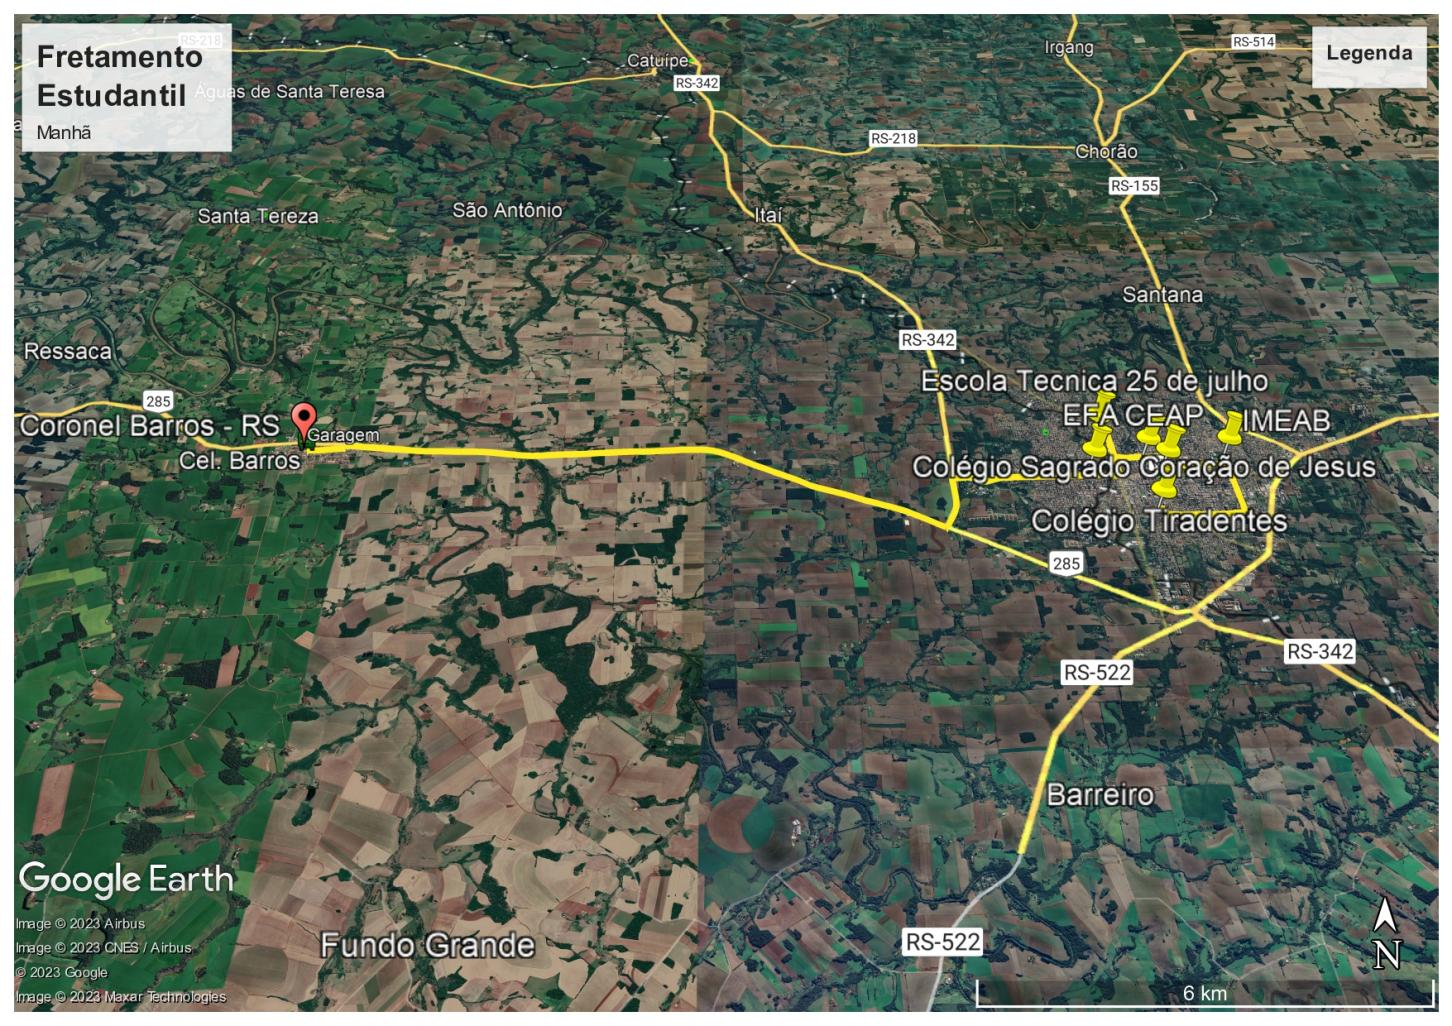 Fretamento
Estudantil
Manhã
RS-218
Águas de Santa Teresa
Catuípe
RS-342
Irgang
RS-514
Legenda
RS-218
Chorão
RS-155
Santa Tereza
São Antônio
Itaí
Santana
RS-342
Ressaca
285
Escola Tecnica 25 de julho
EFA CEAP
IMEAB
Coronel Barros - RS
Garagem
Cel. Barros
Colégio Sagrado Coração de Jesus
Colégio Tiradentes
285
RS-342
RS-522
Barreiro
Google Earth
Image © 2023 Airbus
Image © 2023 CNES / Airbus
© 2023 Google
Image © 2023 Maxar Technologies
Fundo Grande
RS-522
N
6 km